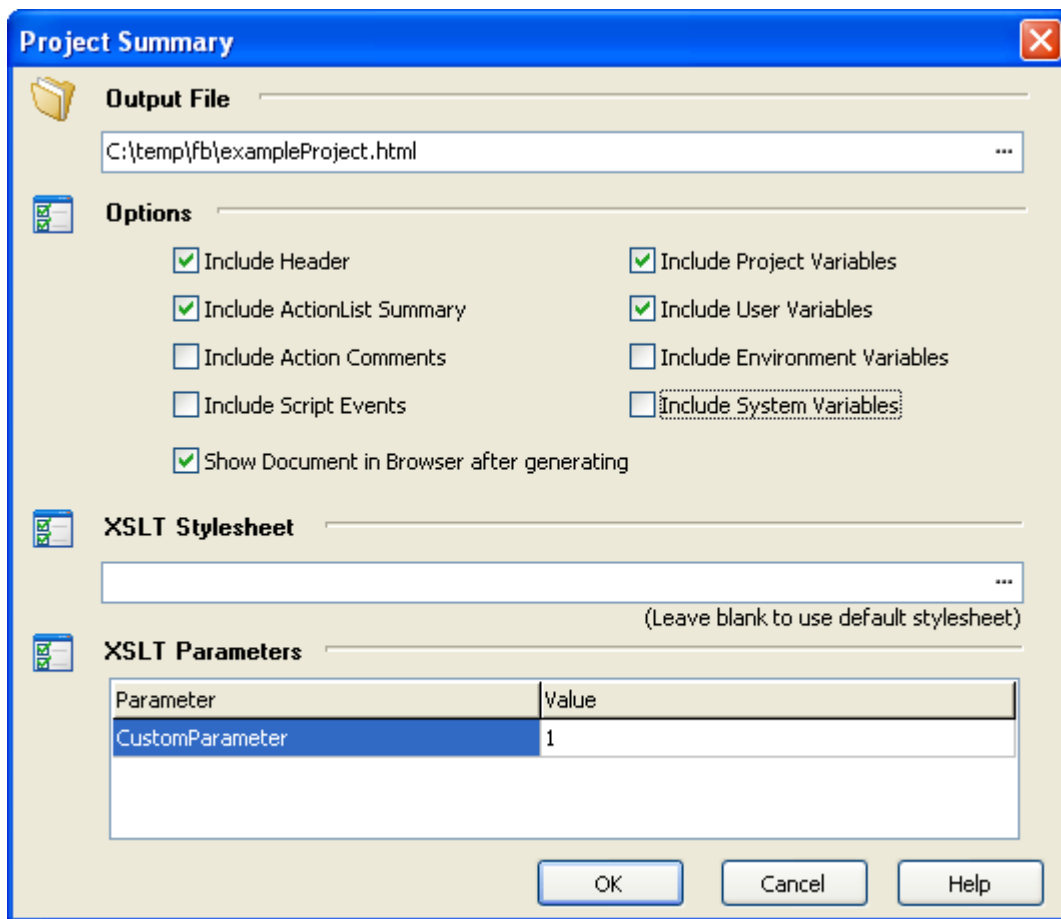 Project Summary
Output File
C:\temp\fb\exampleProject.html ...
Options
Include Header Include Project Variables
Include ActionList Summary Include User Variables
Include Action Comments Include Environment Variables
Include Script Events Include System Variables
Show Document in Browser after generating
XSLT Stylesheet
...
(Leave blank to use default stylesheet)
XSLT Parameters
Parameter Value
CustomParameter 1
OK Cancel Help